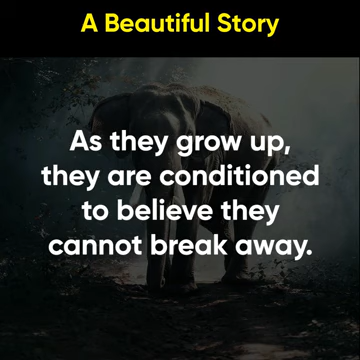 A Beautiful Story
As they grow up,
they are conditioned
to believe they
cannot break away.